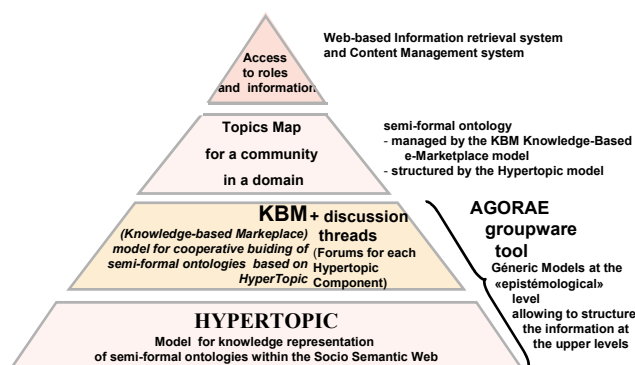 Access
to roles
and information
Web-based Information retrieval system
and Content Management system
Topics Map
for a community
in a domain
semi-formal ontology
- managed by the KBM Knowledge-Based
e-Marketplace model
- structured by the Hypertopic model
KBM + discussion
threads
(Knowledge-based Markeplace)
model for cooperative buiding of
semi-formal ontologies based on
HyperTopic
(Forums for each
Hypertopic
Component)
AGORAE
groupware
tool
Géneric Models at the
«epistémological»
level
allowing to structure
the information at
the upper levels
HYPERTOPIC
Model for knowledge representation
of semi-formal ontologies within the Socio Semantic Web